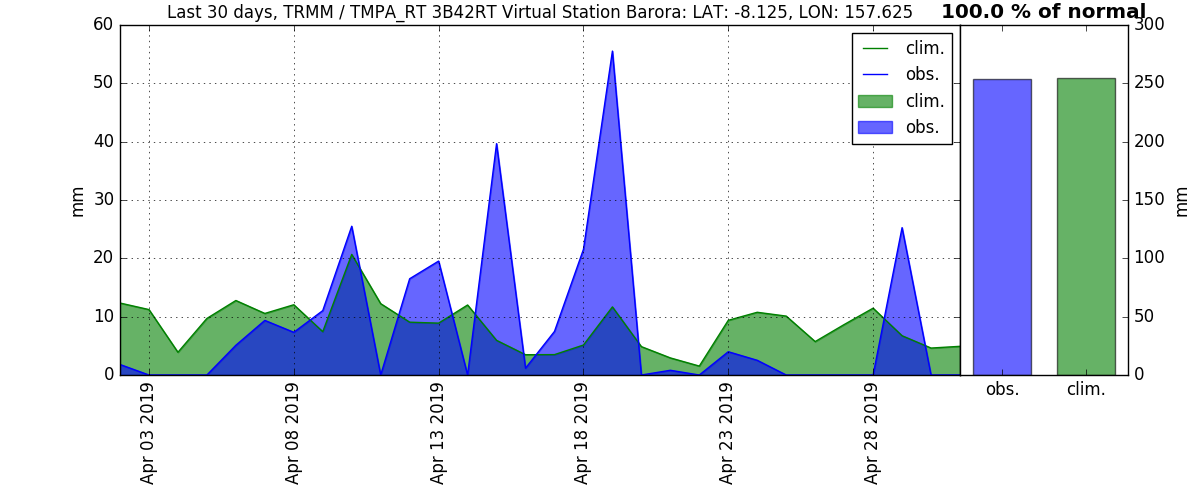 Last 30 days, TRMM / TMPA_RT 3B42RT Virtual Station Barora: LAT: -8.125, LON: 157.625
100.0 % of normal
60
50
40
30
20
10
0
mm
clim.
obs.
clim.
obs.
300
250
200
150
100
50
0
mm
Apr 03 2019
Apr 08 2019
Apr 13 2019
Apr 18 2019
Apr 23 2019
Apr 28 2019
obs.
clim.